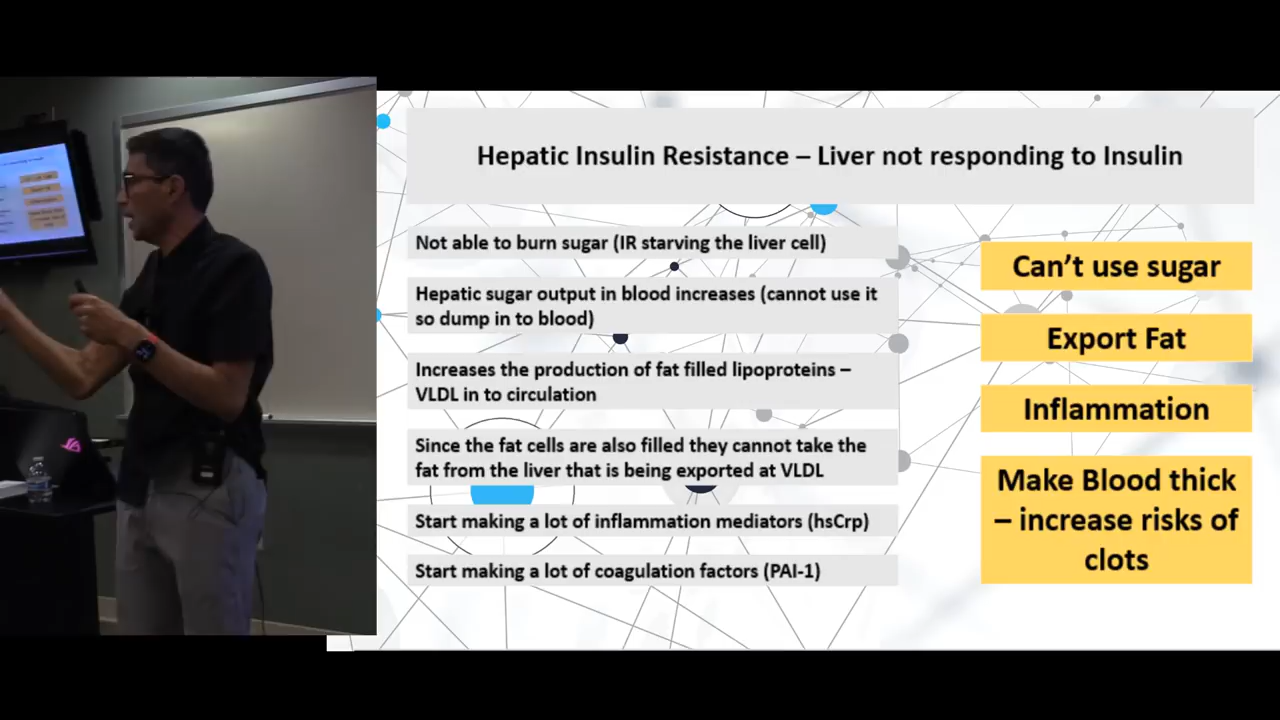 Hepatic Insulin Resistance – Liver not responding to Insulin
Not able to burn sugar (IR starving the liver cell)
Hepatic sugar output in blood increases (cannot use it
so dump in to blood)
Increases the production of fat filled lipoproteins –
VLDL in to circulation
Since the fat cells are also filled they cannot take the
fat from the liver that is being exported at VLDL
Start making a lot of inflammation mediators (hsCrp)
Start making a lot of coagulation factors (PAI-1)
Can’t use sugar
Export Fat
Inflammation
Make Blood thick
– increase risks of
clots